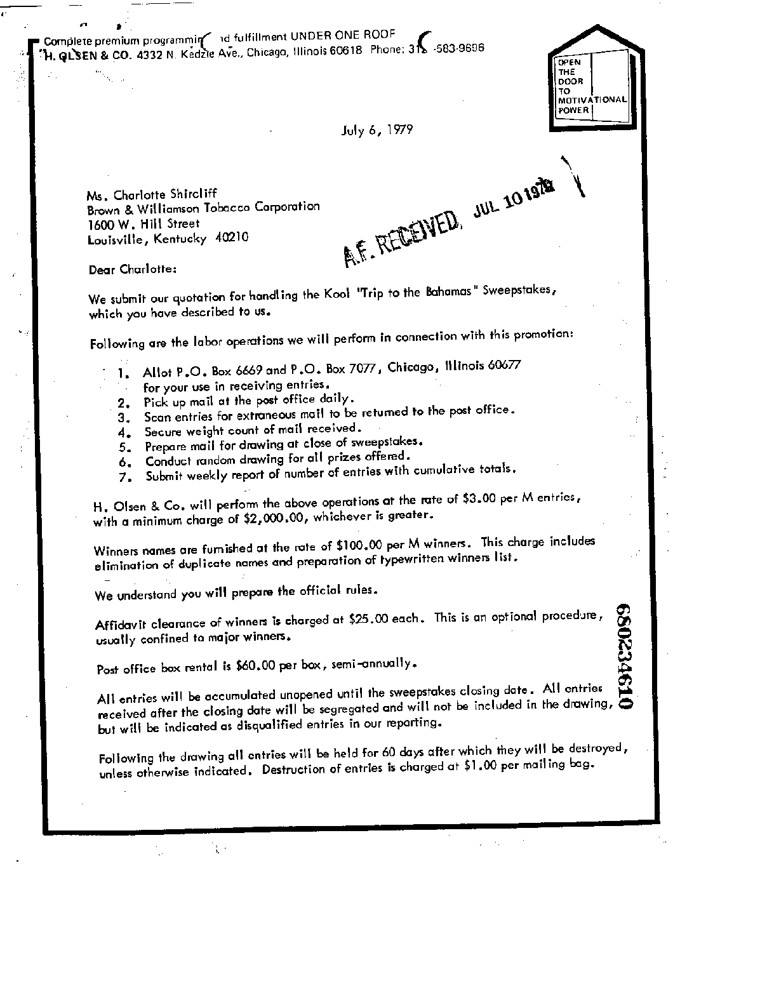 Complete premium programming and fulfillment UNDER ONE ROOF
H. OLSEN & CO. 4332 N. Kedzie Ave., Chicago, Illinois 60618 Phone: -583-9696
OPEN
THE
DOOR
TO
MOTIVATIONAL
POWER
July 6, 1979
Ms. Charlotte Shircliff
Brown & Williamson Tobacco Corporation
1600 W. Hill Street
Louisville, Kentucky 40210
A.F. RECEIVED, JUL 10 1979
Dear Charlotte:
We submit our quotation for handling the Kool "Trip to the Bahamas" Sweepstakes,
which you have described to us.
Following are the labor operations we will perform in connection with this promotion:
1. Allot P.O. Box 6669 and P.O. Box 7077, Chicago, Illinois 60677
for your use in receiving entries.
2. Pick up mail at the post office daily.
3. Scan entries for extraneous mail to be returned to the post office.
4. Secure weight count of mail received.
5. Prepare mail for drawing at close of sweepstakes.
6. Conduct random drawing for all prizes offered.
7. Submit weekly report of number of entries with cumulative totals.
H. Olsen & Co. will perform the above operations at the rate of $3.00 per M entries,
with a minimum charge of $2,000.00, whichever is greater.
Winners names are furnished at the rate of $100.00 per M winners. This charge includes
elimination of duplicate names and preparation of typewritten winners list.
We understand you will prepare the official rules.
Affidavit clearance of winners is charged at $25.00 each. This is an optional procedure,
usually confined to major winners.
Post office box rental is $60.00 per box, semi-annually.
All entries will be accumulated unopened until the sweepstakes closing date. All entries
received after the closing date will be segregated and will not be included in the drawing,
but will be indicated as disqualified entries in our reporting.
Following the drawing all entries will be held for 60 days after which they will be destroyed,
unless otherwise indicated. Destruction of entries is charged at $1.00 per mailing bag.
680234610